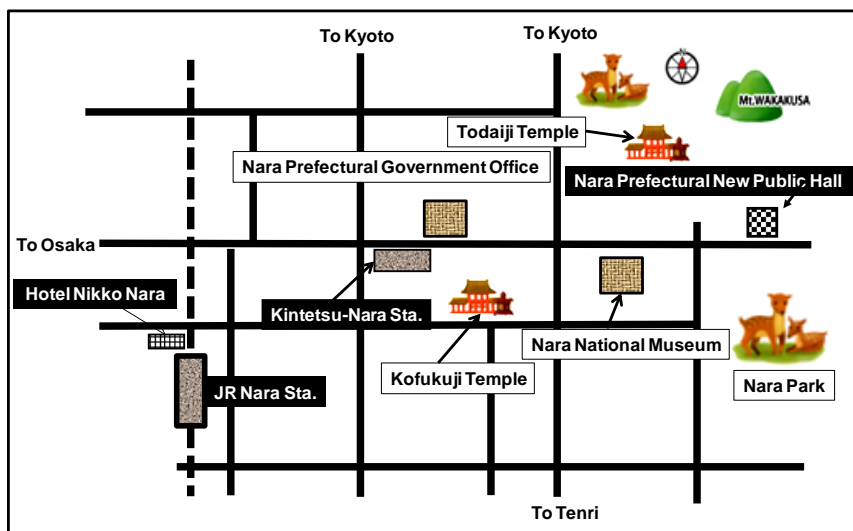 To Kyoto
To Kyoto
N
Mt.WAKAKUSA
Todaiji Temple
Nara Prefectural Government Office
Nara Prefectural New Public Hall
To Osaka
Hotel Nikko Nara
Kintetsu-Nara Sta.
Nara National Museum
Kofukuji Temple
JR Nara Sta.
Nara Park
To Tenri